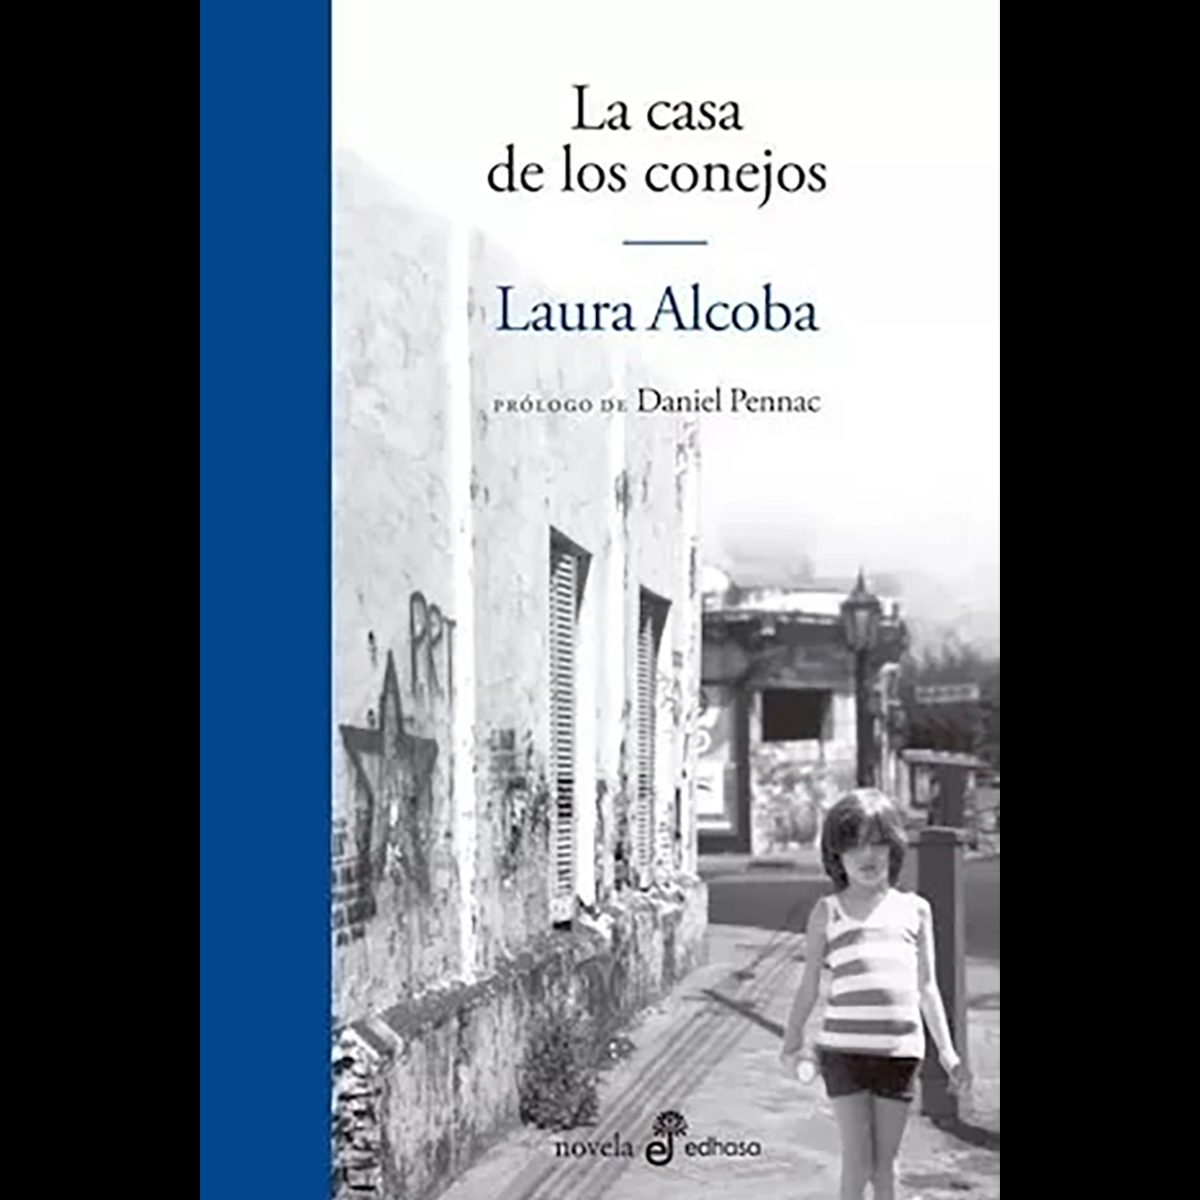 La casa
de los conejos
Laura Alcoba
PRÓLOGO DE Daniel Pennac
PRT
novela edhasa